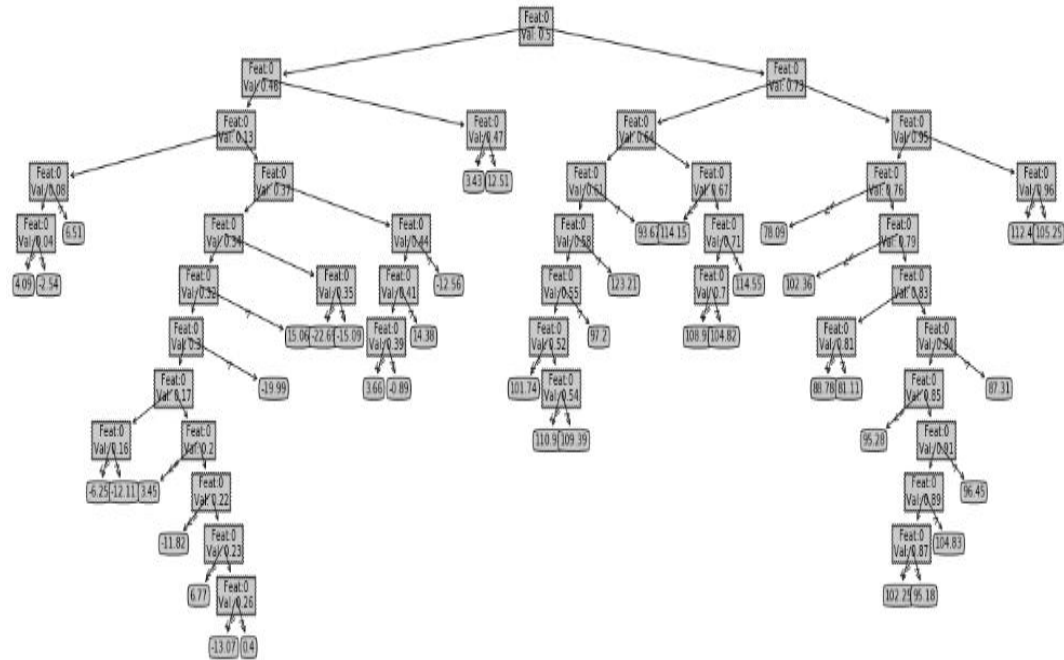 Feat:0
Val: 0.5
Feat:0
Val: 0.46
Feat:0
Val: 0.73
Feat:0
Val: 0.13
Feat:0
Val: 0.47
Feat:0
Val: 0.64
Feat:0
Val: 0.95
Feat:0
Val: 0.08
Feat:0
Val: 0.37
3.43
12.51
Feat:0
Val: 0.61
Feat:0
Val: 0.67
Feat:0
Val: 0.76
Feat:0
Val: 0.96
Feat:0
Val: 0.04
6.51
Feat:0
Val: 0.34
Feat:0
Val: 0.44
Feat:0
Val: 0.58
93.67
114.15
Feat:0
Val: 0.71
78.09
Feat:0
Val: 0.79
112.4
105.25
4.09
-2.54
Feat:0
Val: 0.32
Feat:0
Val: 0.35
Feat:0
Val: 0.41
-12.56
Feat:0
Val: 0.55
123.21
Feat:0
Val: 0.7
114.55
102.36
Feat:0
Val: 0.83
Feat:0
Val: 0.3
15.06
-15.09
Feat:0
Val: 0.39
14.38
Feat:0
Val: 0.52
97.2
108.9
104.82
Feat:0
Val: 0.81
Feat:0
Val: 0.94
Feat:0
Val: 0.17
-19.99
3.66
-0.89
101.74
Feat:0
Val: 0.54
88.78
81.11
Feat:0
Val: 0.85
87.31
Feat:0
Val: 0.16
Feat:0
Val: 0.2
110.9
109.39
95.28
Feat:0
Val: 0.91
-6.25
-12.11
3.45
Feat:0
Val: 0.22
Feat:0
Val: 0.89
96.45
-11.82
Feat:0
Val: 0.23
Feat:0
Val: 0.87
104.83
6.77
Feat:0
Val: 0.26
102.25
95.18
-13.07
0.4